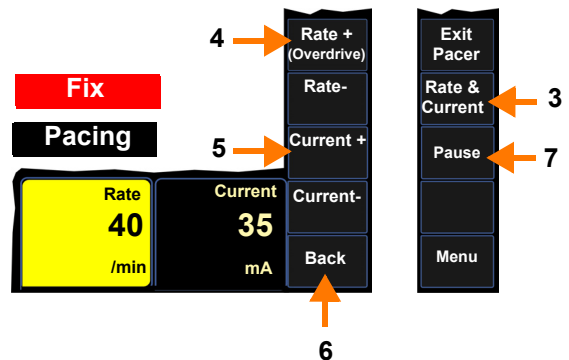 4
Rate +
(Overdrive)
Rate-
5
Current +
Current-
Back
6
Fix
Pacing
Rate
40
/min
Current
35
mA
Exit
Pacer
Rate &
Current
3
Pause
7
Menu